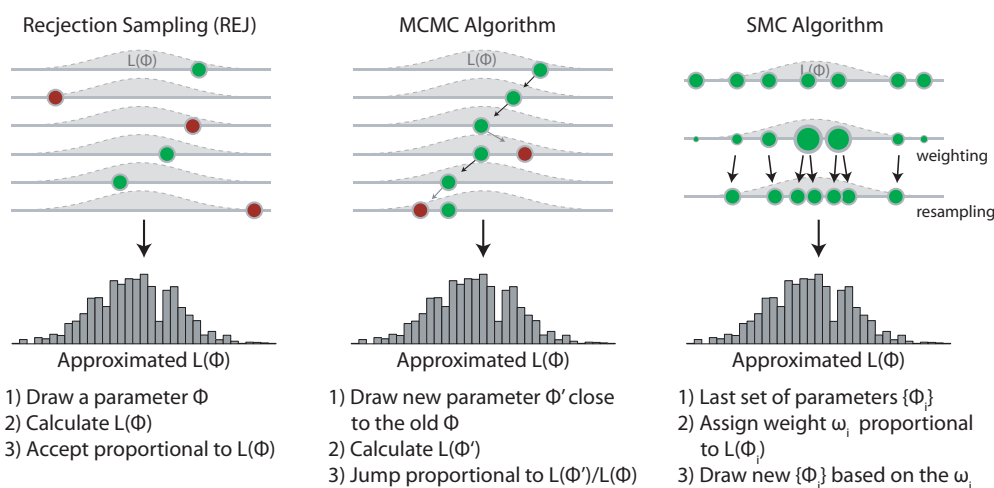 Recjection Sampling (REJ)
L(Φ)
Approximated L(Φ)
1) Draw a parameter Φ
2) Calculate L(Φ)
3) Accept proportional to L(Φ)
MCMC Algorithm
L(Φ)
Approximated L(Φ)
1) Draw new parameter Φ’ close
to the old Φ
2) Calculate L(Φ‘)
3) Jump proportional to L(Φ’)/L(Φ)
SMC Algorithm
L(Φ)
weighting
resampling
Approximated L(Φ)
1) Last set of parameters {Φᵢ}
2) Assign weight ωᵢ proportional
to L(Φᵢ)
3) Draw new {Φᵢ} based on the ωᵢ